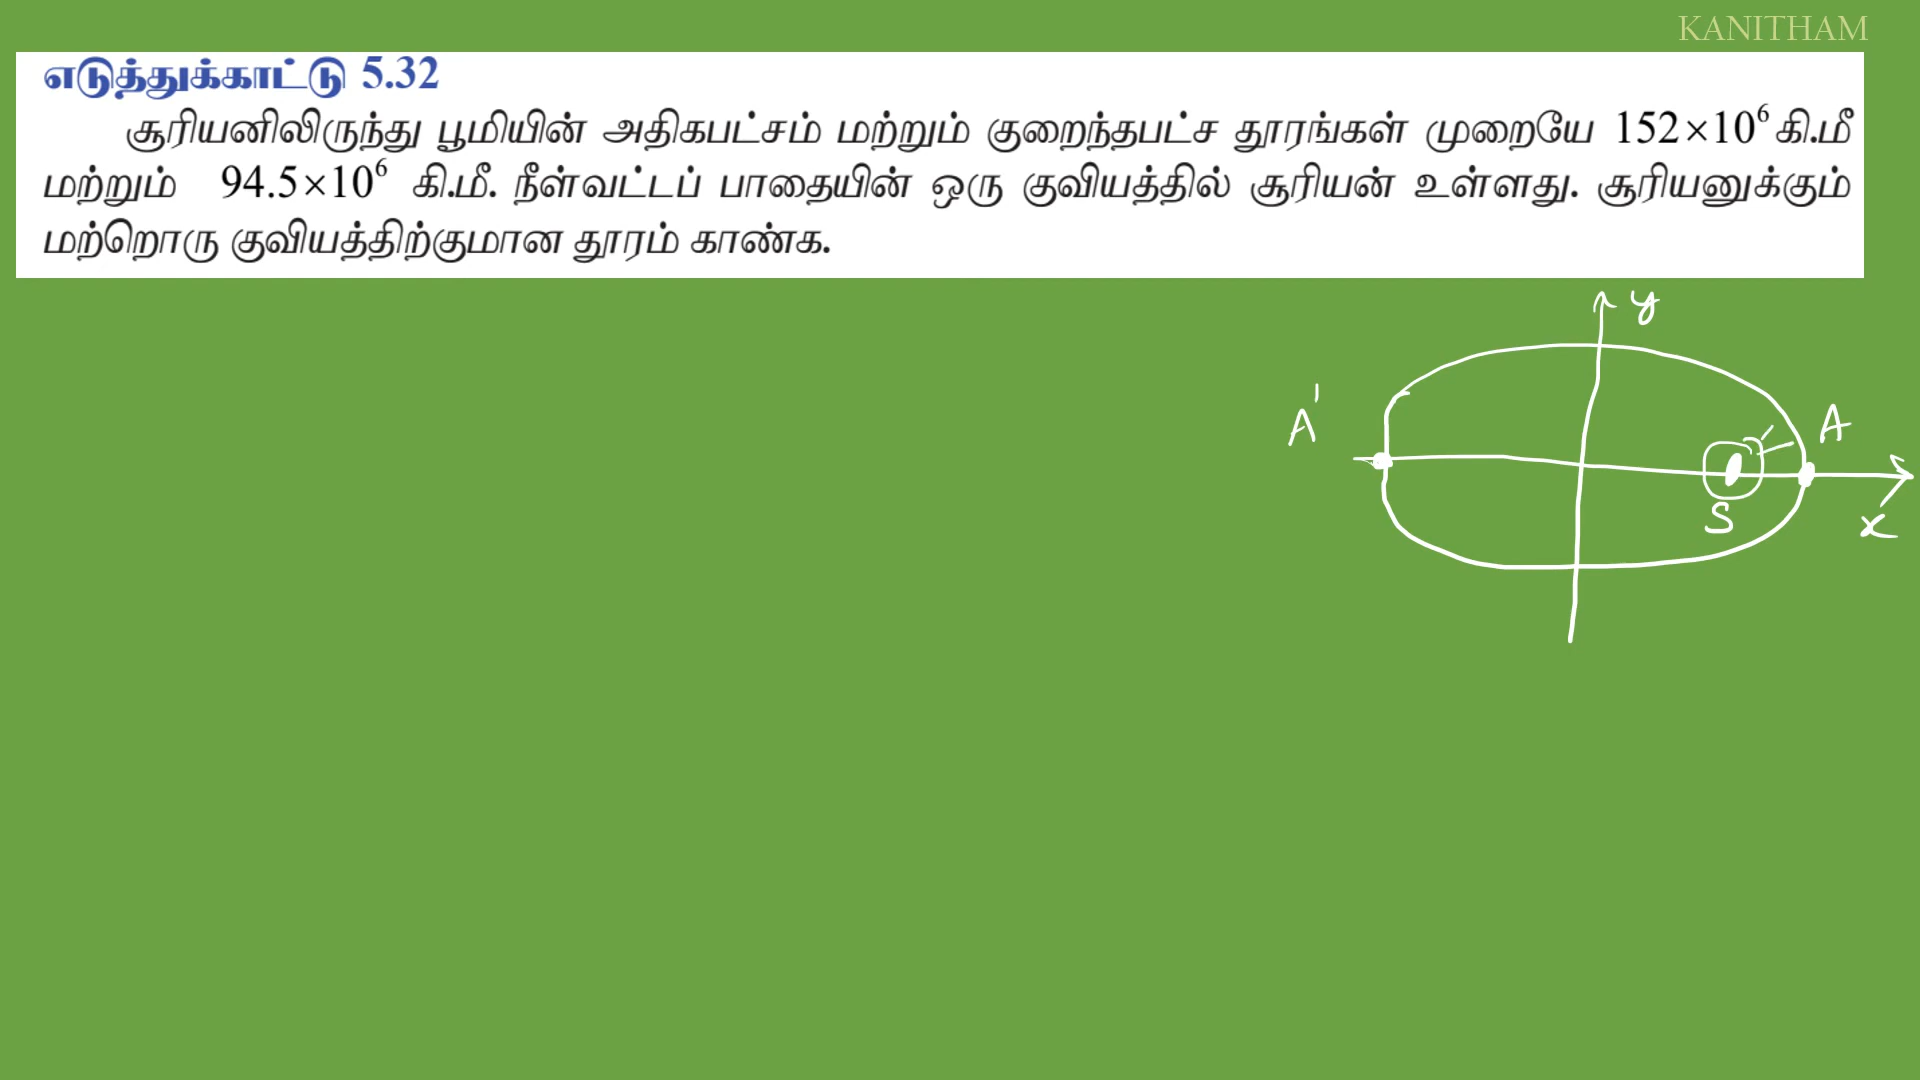 KANITHAM
எடுத்துக்காட்டு 5.32
சூரியனிலிருந்து பூமியின் அதிகபட்சம் மற்றும் குறைந்தபட்ச தூரங்கள் முறையே 152×10⁶ கி.மீ
மற்றும் 94.5×10⁶ கி.மீ. நீள்வட்டப் பாதையின் ஒரு குவியத்தில் சூரியன் உள்ளது. சூரியனுக்கும்
மற்றொரு குவியத்திற்குமான தூரம் காண்க.
y
A' A
S x